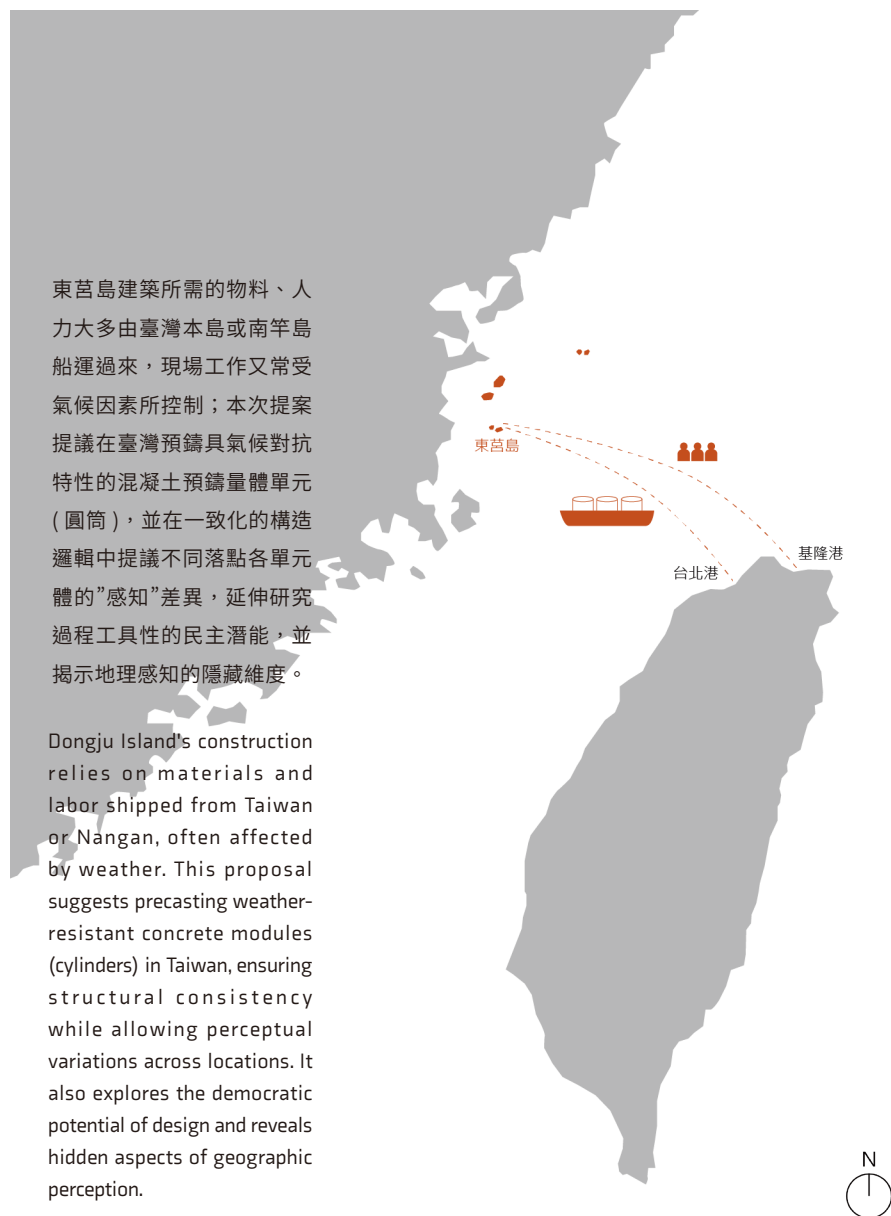 東莒島建築所需的物料、人
力大多由臺灣本島或南竿島
船運過來，現場工作又常受
氣候因素所控制；本次提案
提議在臺灣預鑄具氣候對抗
特性的混凝土預鑄量體單元
( 圓筒 )，並在一致化的構造
邏輯中提議不同落點各單元
體的”感知”差異，延伸研究
過程工具性的民主潛能，並
揭示地理感知的隱藏維度。
Dongju Island's construction
relies on materials and
labor shipped from Taiwan
or Nangan, often affected
by weather. This proposal
suggests precasting weather-
resistant concrete modules
(cylinders) in Taiwan, ensuring
structural consistency
while allowing perceptual
variations across locations. It
also explores the democratic
potential of design and reveals
hidden aspects of geographic
perception.
東莒島
基隆港
台北港
N